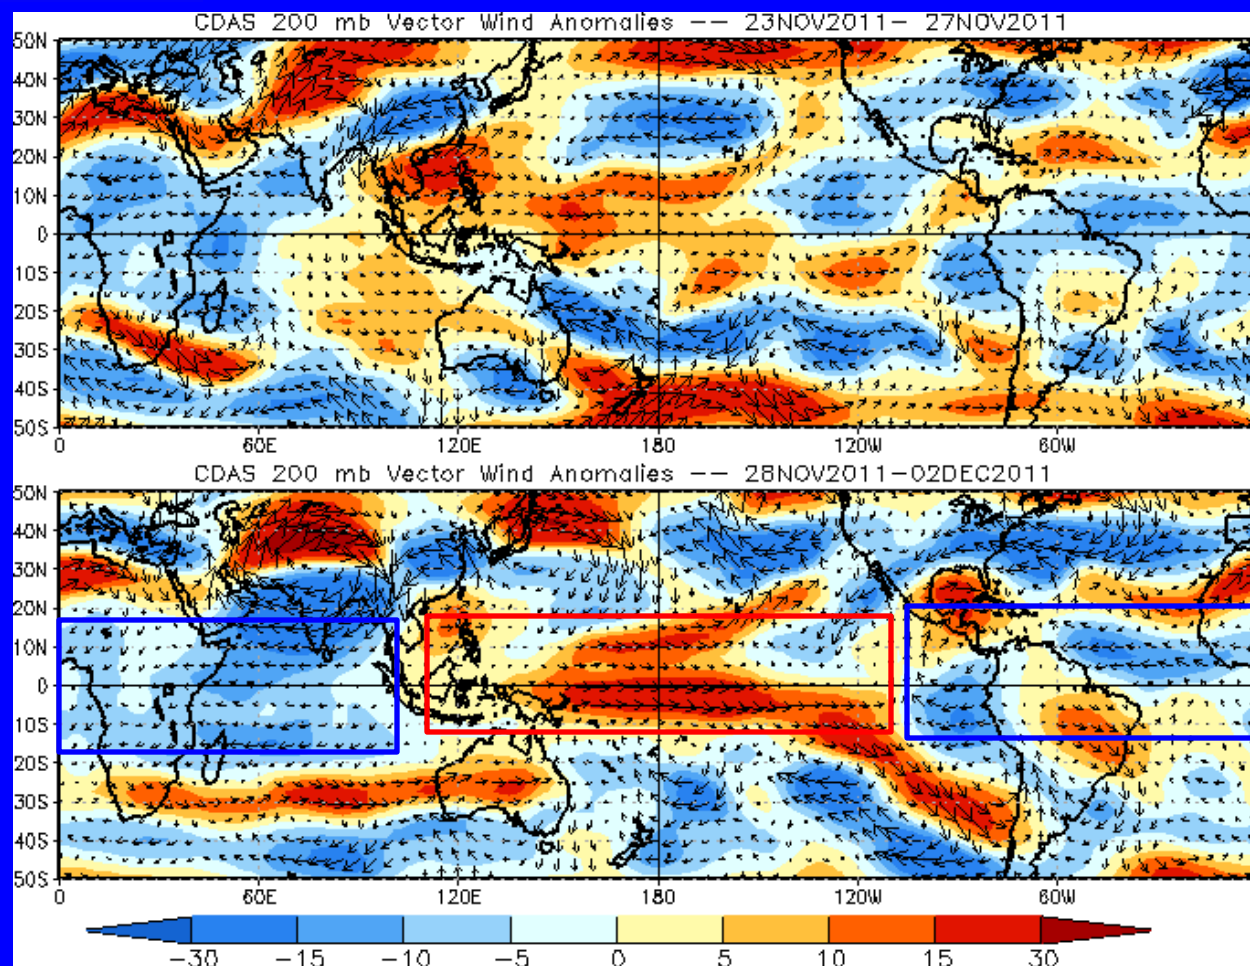 CDAS 200 mb Vector Wind Anomalies -- 23NOV2011- 27NOV2011
50N
40N
30N
20N
10N
0
10S
20S
30S
40S
50S
0 60E 120E 180 120W 60W
CDAS 200 mb Vector Wind Anomalies -- 28NOV2011-02DEC2011
50N
40N
30N
20N
10N
0
10S
20S
30S
40S
50S
0 60E 120E 180 120W 60W
-30 -15 -10 -5 0 5 10 15 30